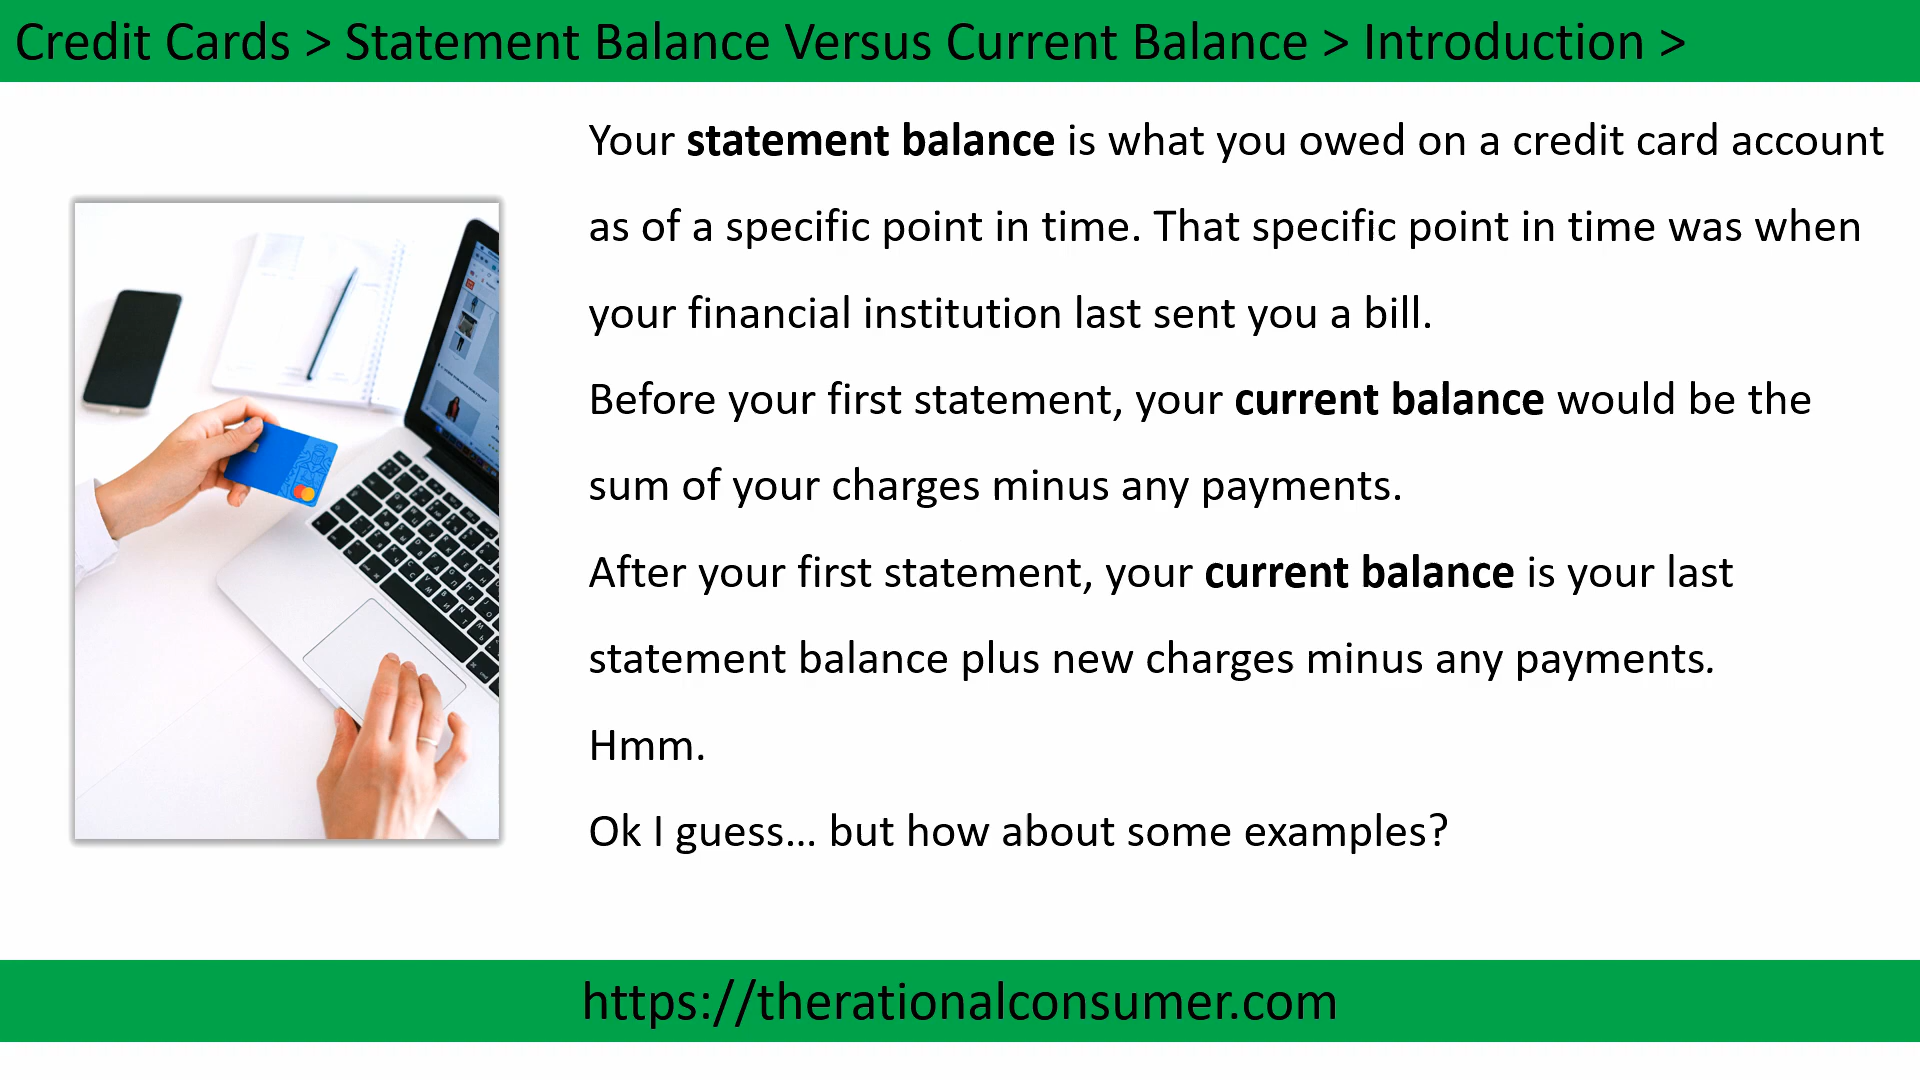 Credit Cards > Statement Balance Versus Current Balance > Introduction >
Your statement balance is what you owed on a credit card account
as of a specific point in time. That specific point in time was when
your financial institution last sent you a bill.
Before your first statement, your current balance would be the
sum of your charges minus any payments.
After your first statement, your current balance is your last
statement balance plus new charges minus any payments.
Hmm.
Ok I guess... but how about some examples?
https://therationalconsumer.com